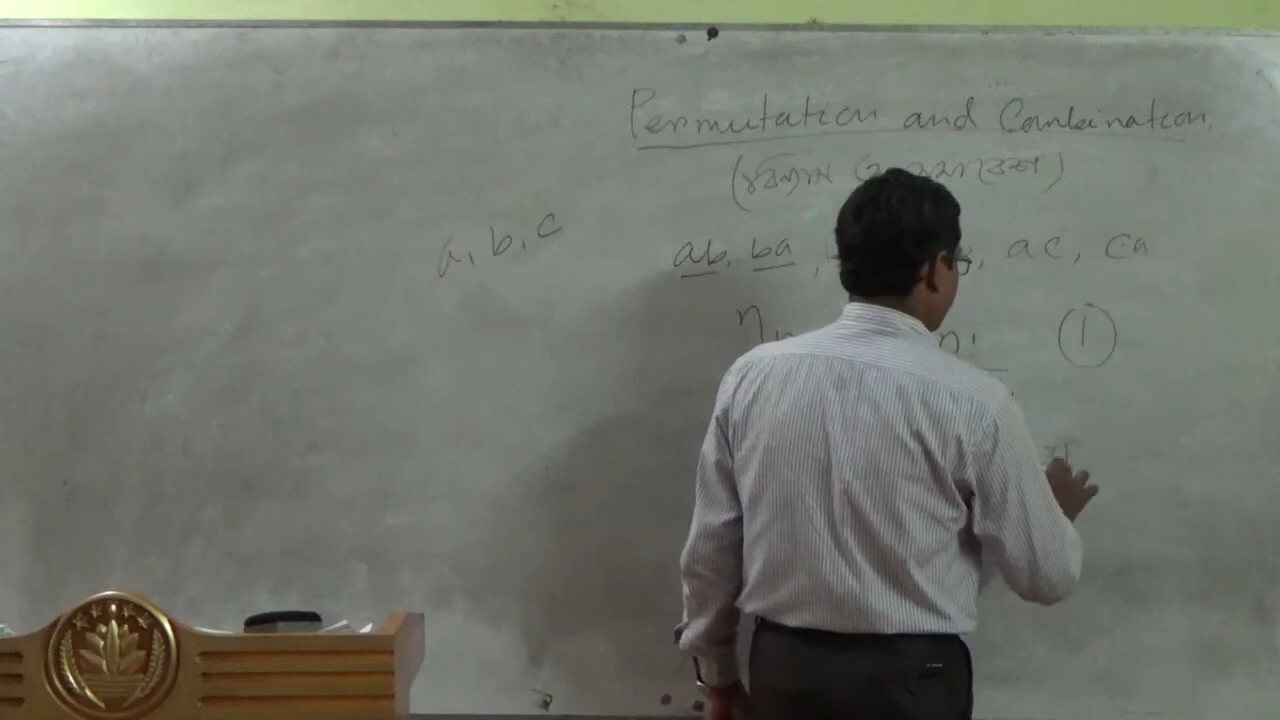 Permutation and Combination
(বিন্যাস ও সমাবেশ)
a, b, c
ab, ba, ac, ca
n
n!
1